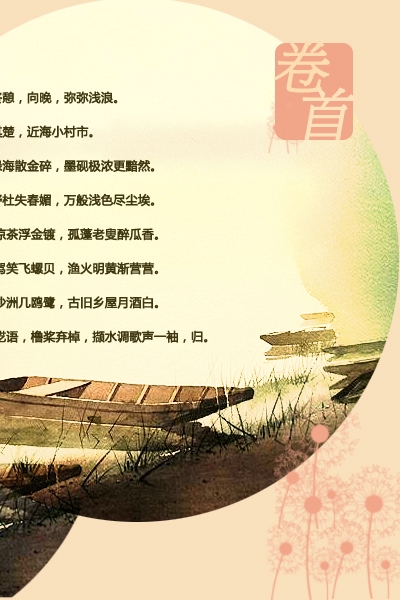 卷首
憩，向晚，弥弥浅浪。
楚，近海小村市。
海散金碎，墨砚极浓更黯然。
杜失春媚，万般浅色尽尘埃。
茶浮金镀，孤蓬老叟醉瓜香。
笑飞螺贝，渔火明黄渐营营。
沙洲几鸥鹭，古旧乡屋月酒白。
语，橹桨弃棹，撷水调歌声一袖，归。